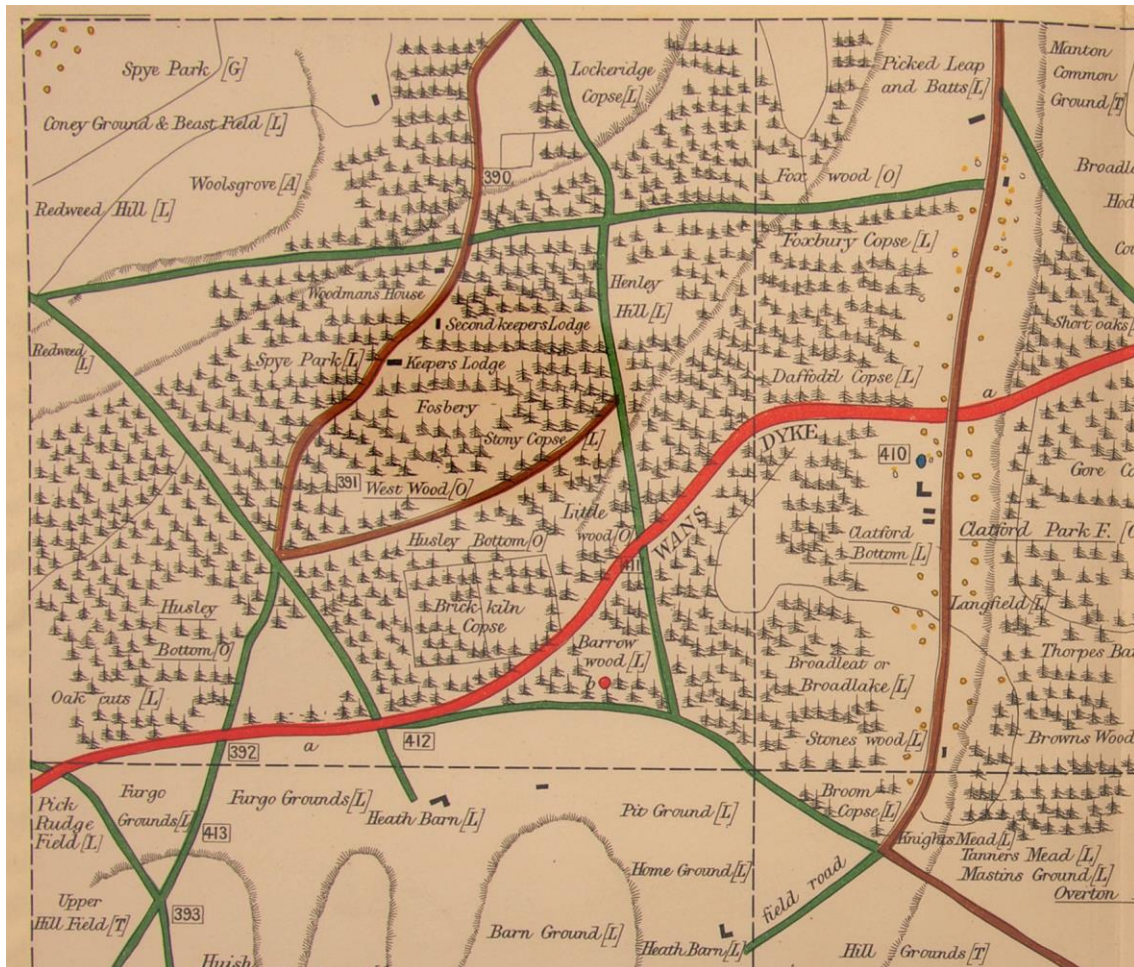 Spye Park [G]
Lockeridge
Copse [L]
Picked Leap
and Batts [L]
Manton
Common
Ground [T]
Coney Ground & Beast Field [L]
Woolsgrove [A]
390
Fox wood [O]
Redweed Hill [L]
Foxbury Copse [L]
Woodmans House
Henley
Hill [L]
Second keepers Lodge
Short oaks
Redweed
[L]
Spye Park [L]
Keepers Lodge
Daffodil Copse [L]
a
Fosbery
Stony Copse [L]
DYKE
410
391
West Wood [O]
Little
wood [O]
WANS
Husley Bottom [O]
411
Clatford
Bottom [L]
Clatford Park F.
Brick-kiln
Copse
Langfield [L]
Husley
Bottom [O]
Barrow
wood [L]
b
Broadleat or
Broadlake [L]
Oak cuts [L]
Stones wood [L]
Browns Wood
392
a
412
Pick
Rudge
Field [L]
Furgo
Grounds [L]
Furgo Grounds [L]
Heath Barn [L]
Pit Ground [L]
Broom
Copse [L]
413
Knights Mead [L]
Tanners Mead [L]
Mastins Ground [L]
Overton
Home Ground [L]
field road
Upper
Hill Field [T]
393
Barn Ground [L]
Heath Barn [L]
Hill Grounds [T]
Huish